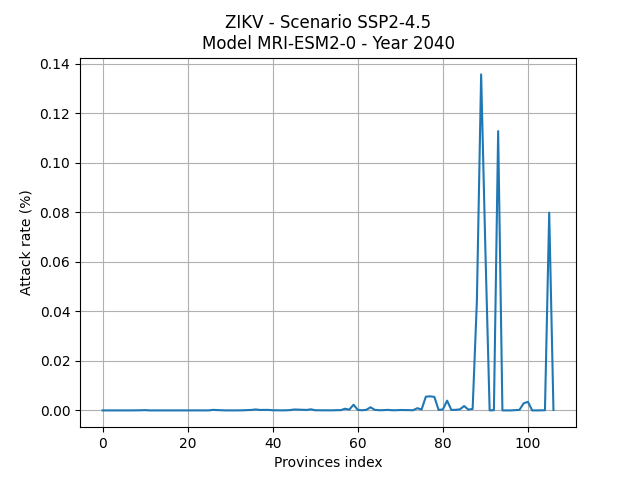 ZIKV - Scenario SSP2-4.5
Model MRI-ESM2-0 - Year 2040
Attack rate (%)
0.14
0.12
0.10
0.08
0.06
0.04
0.02
0.00
0 20 40 60 80 100
Provinces index